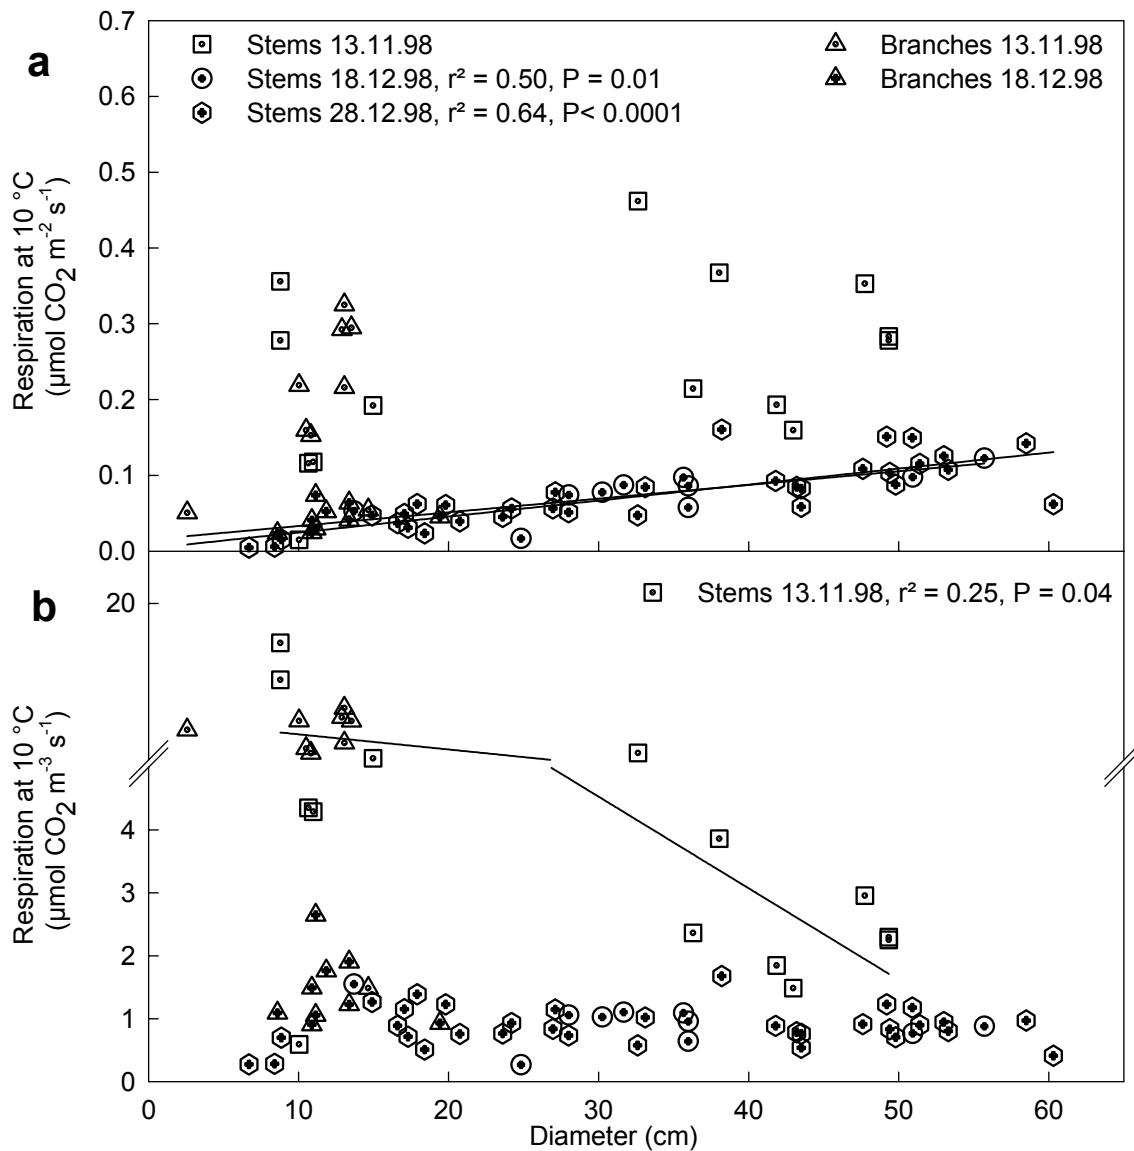 a
Stems 13.11.98
Stems 18.12.98, r² = 0.50, P = 0.01
Stems 28.12.98, r² = 0.64, P< 0.0001
Branches 13.11.98
Branches 18.12.98
Respiration at 10 °C
(µmol CO₂ m⁻² s⁻¹)
0.7
0.6
0.5
0.4
0.3
0.2
0.1
0.0
b
Stems 13.11.98, r² = 0.25, P = 0.04
Respiration at 10 °C
(µmol CO₂ m⁻³ s⁻¹)
20
4
3
2
1
0
0 10 20 30 40 50 60
Diameter (cm)